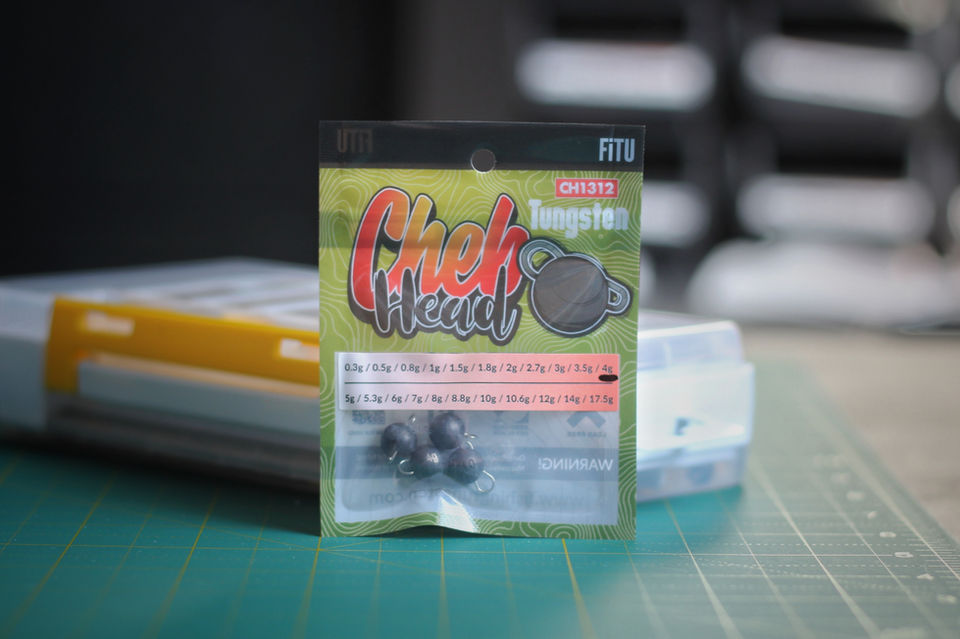 FiTU
FiTU
CH1312
Tungsten
Cheb
Head
0.3g / 0.5g / 0.8g / 1g / 1.5g / 1.8g / 2g / 2.7g / 3g / 3.5g / 4g
5g / 5.3g / 6g / 7g / 8g / 8.8g / 10g / 10.6g / 12g / 14g / 17.5g
WARNING!